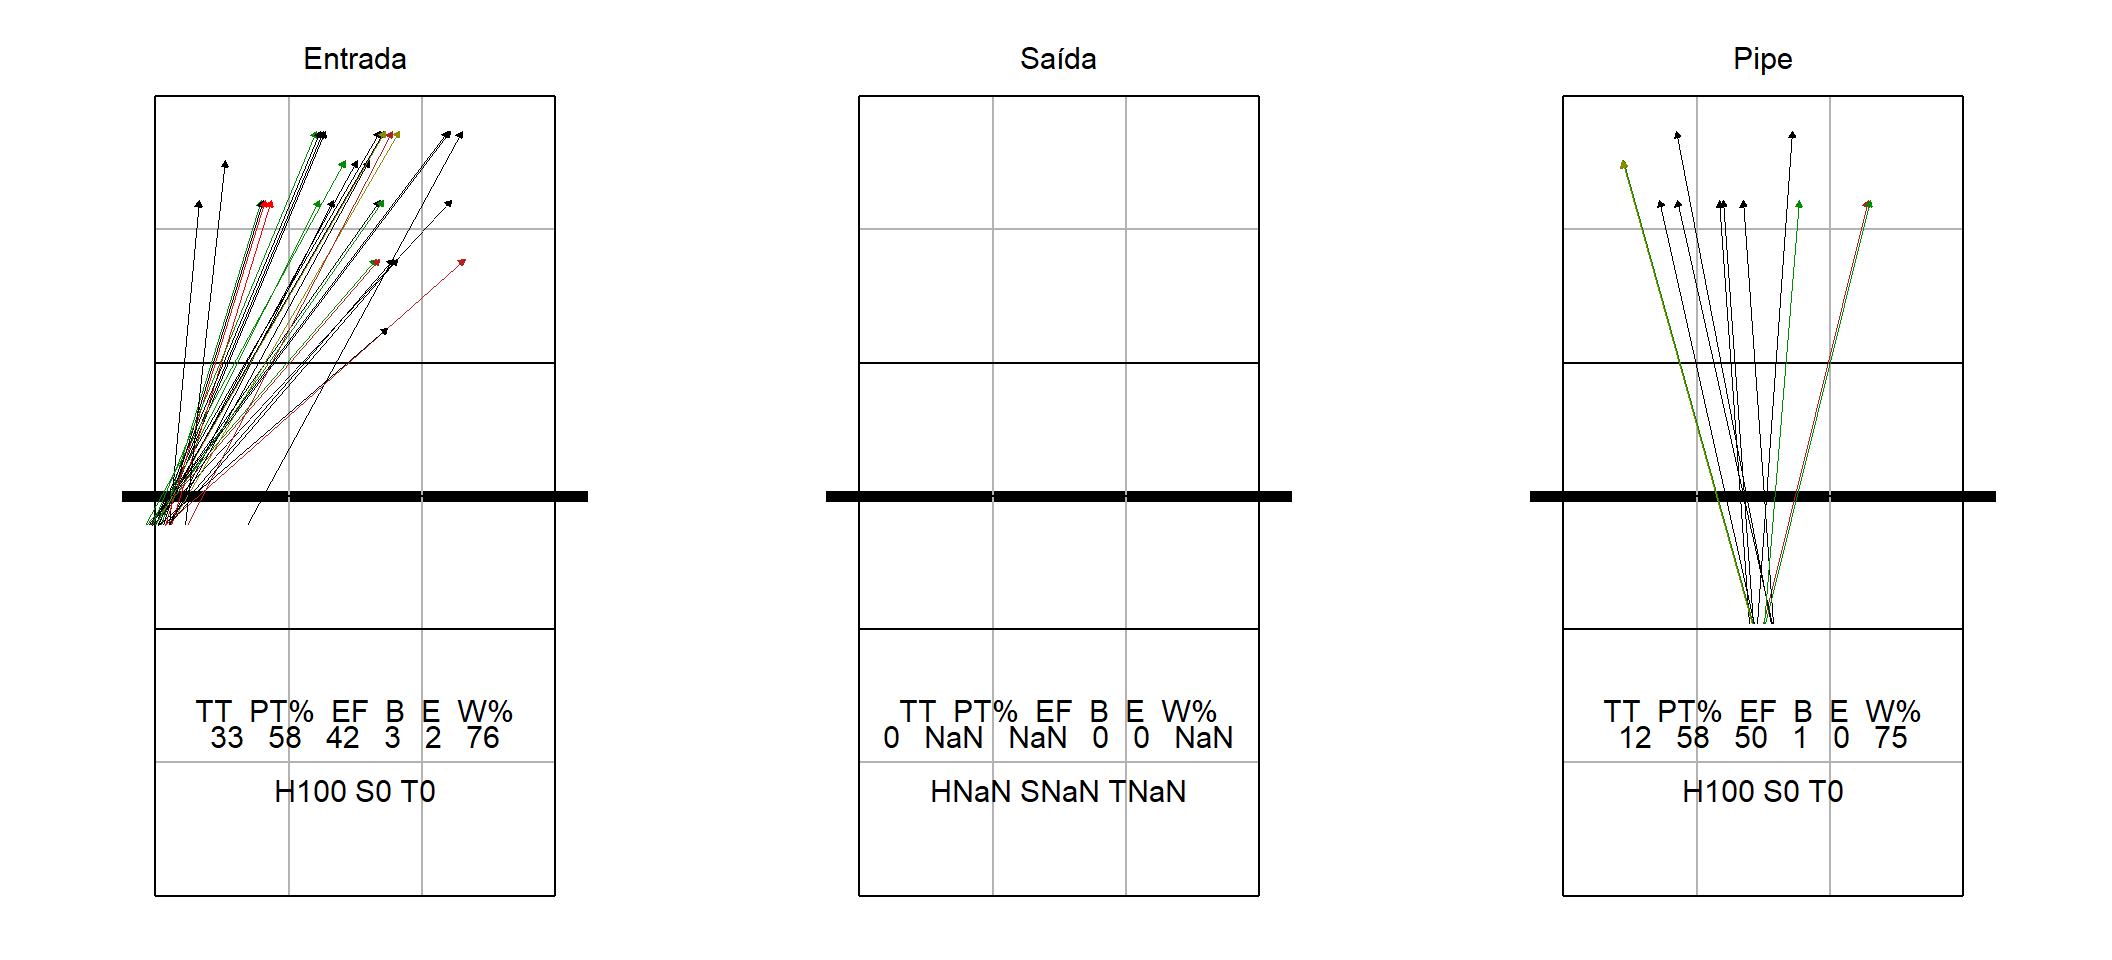 Entrada
TT PT% EF B E W%
33 58 42 3 2 76
H100 S0 T0
Saída
TT PT% EF B E W%
0 NaN NaN 0 0 NaN
HNaN SNaN TNaN
Pipe
TT PT% EF B E W%
12 58 50 1 0 75
H100 S0 T0